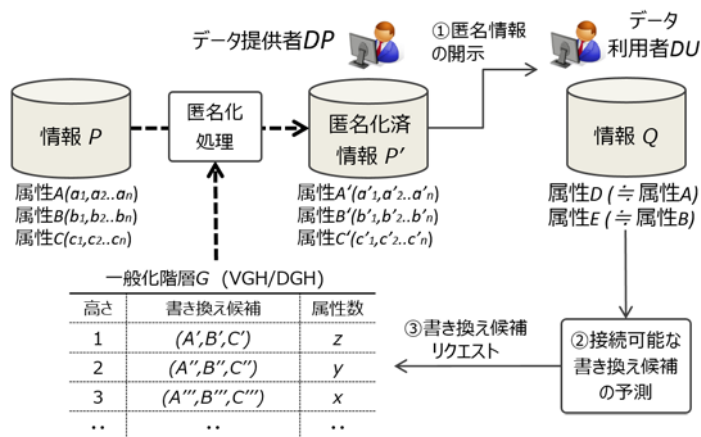 データ提供者DP
①匿名情報
の開示
データ
利用者DU
情報 P
匿名化
処理
匿名化済
情報 P'
情報 Q
属性A(a1,a2..an)
属性B(b1,b2..bn)
属性C(c1,c2..cn)
属性A'(a'1,a'2..a'n)
属性B'(b'1,b'2..b'n)
属性C'(c'1,c'2..c'n)
属性D (≒ 属性A)
属性E (≒ 属性B)
一般化階層G (VGH/DGH)
高さ 書き換え候補 属性数
1 (A',B',C') z
2 (A'',B'',C'') y
3 (A''',B''',C''') x
‥ ‥ ‥
③書き換え候補
リクエスト
②接続可能な
書き換え候補
の予測